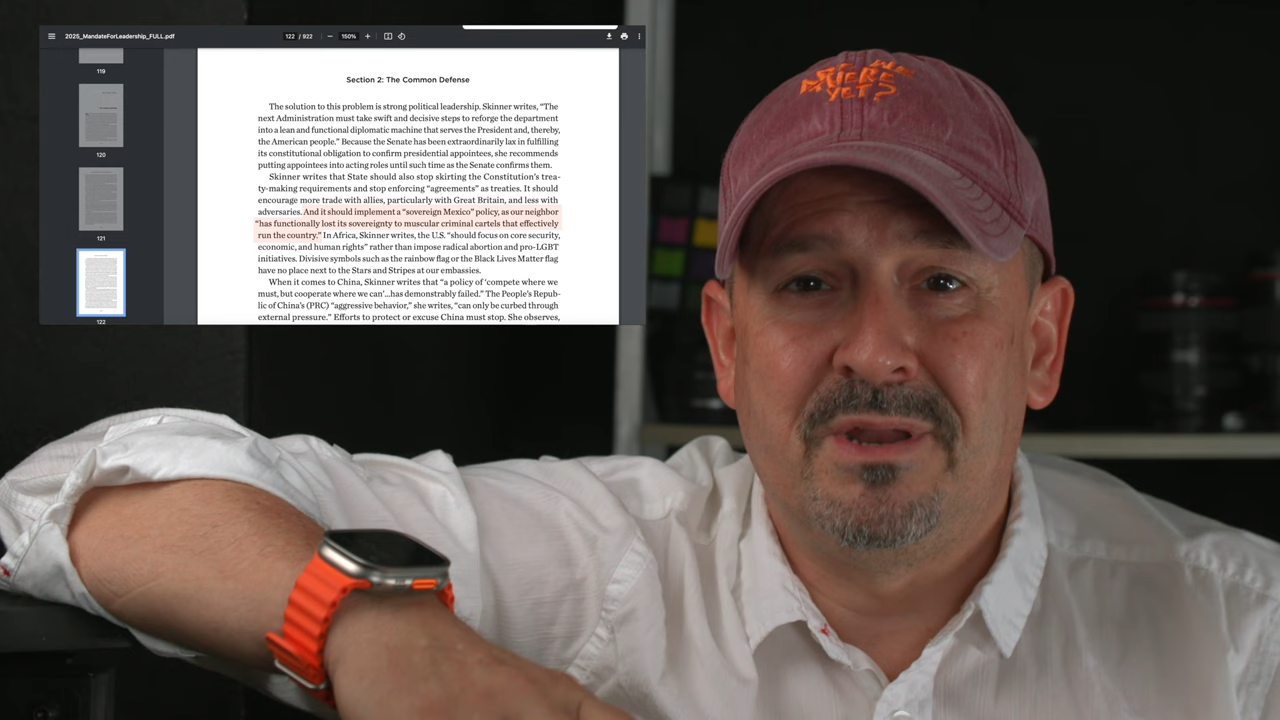 2025_MandateForLeadership_FULL.pdf
122 / 922
150%
119
120
121
122
Section 2: The Common Defense
The solution to this problem is strong political leadership. Skinner writes, “The
next Administration must take swift and decisive steps to reforge the department
into a lean and functional diplomatic machine that serves the President and, thereby,
the American people.” Because the Senate has been extraordinarily lax in fulfilling
its constitutional obligation to confirm presidential appointees, she recommends
putting appointees into acting roles until such time as the Senate confirms them.
Skinner writes that State should also stop skirting the Constitution’s trea-
ty-making requirements and stop enforcing “agreements” as treaties. It should
encourage more trade with allies, particularly with Great Britain, and less with
adversaries. And it should implement a “sovereign Mexico” policy, as our neighbor
“has functionally lost its sovereignty to muscular criminal cartels that effectively
run the country.” In Africa, Skinner writes, the U.S. “should focus on core security,
economic, and human rights” rather than impose radical abortion and pro-LGBT
initiatives. Divisive symbols such as the rainbow flag or the Black Lives Matter flag
have no place next to the Stars and Stripes at our embassies.
When it comes to China, Skinner writes that “a policy of ‘compete where we
must, but cooperate where we can’...has demonstrably failed.” The People’s Repub-
lic of China’s (PRC) “aggressive behavior,” she writes, “can only be curbed through
external pressure.” Efforts to protect or excuse China must stop. She observes,
ARE WE
THERE
YET?